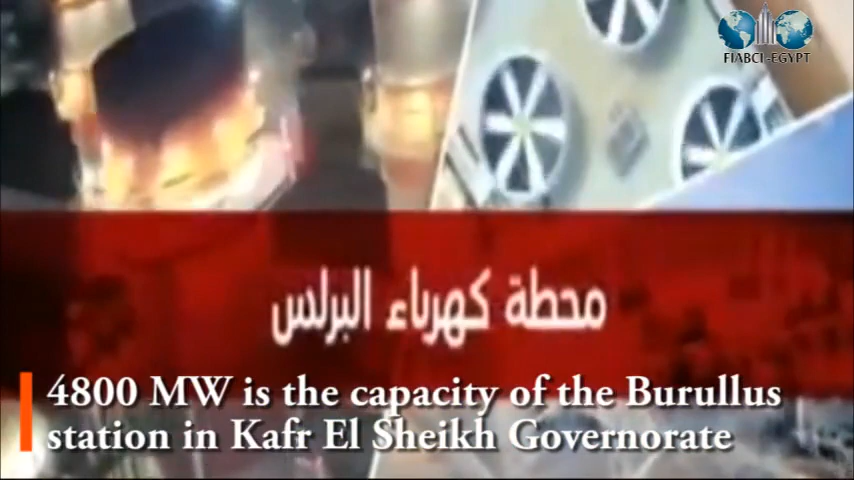 FIABCI-EGYPT
محطة كهرباء البرلس
4800 MW is the capacity of the Burullus
station in Kafr El Sheikh Governorate